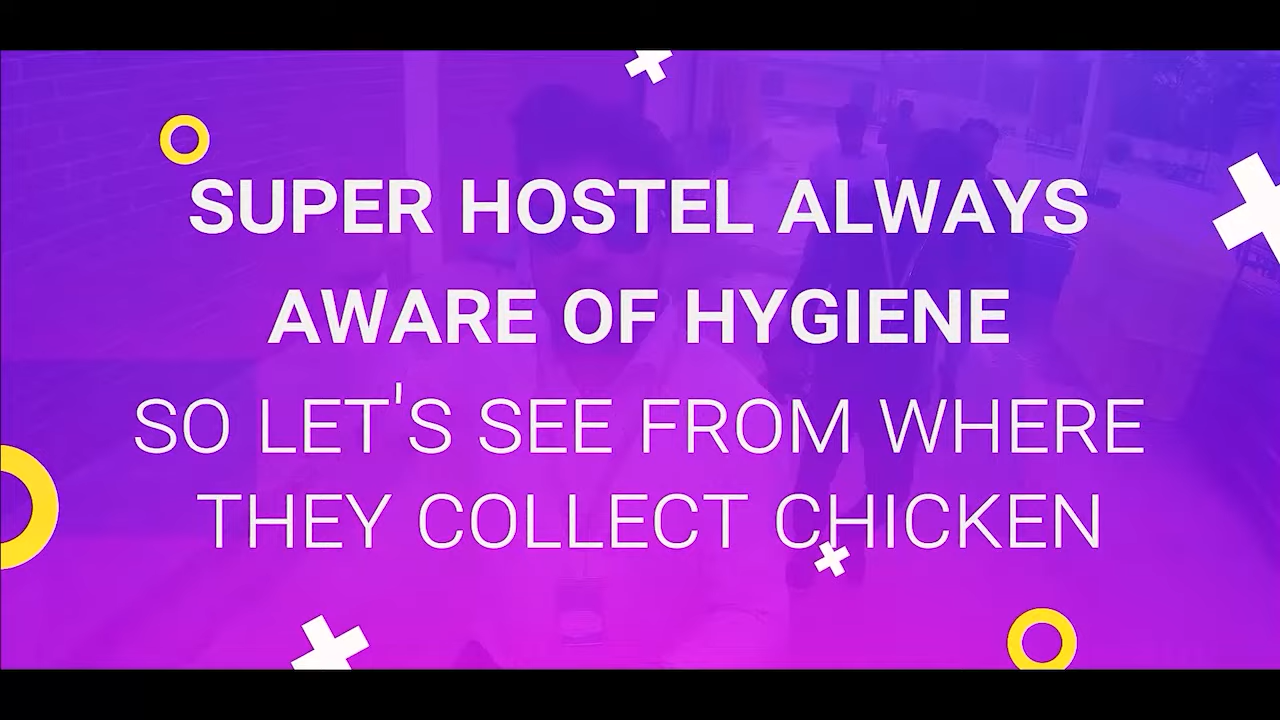 SUPER HOSTEL ALWAYS
AWARE OF HYGIENE
SO LET'S SEE FROM WHERE
THEY COLLECT CHICKEN